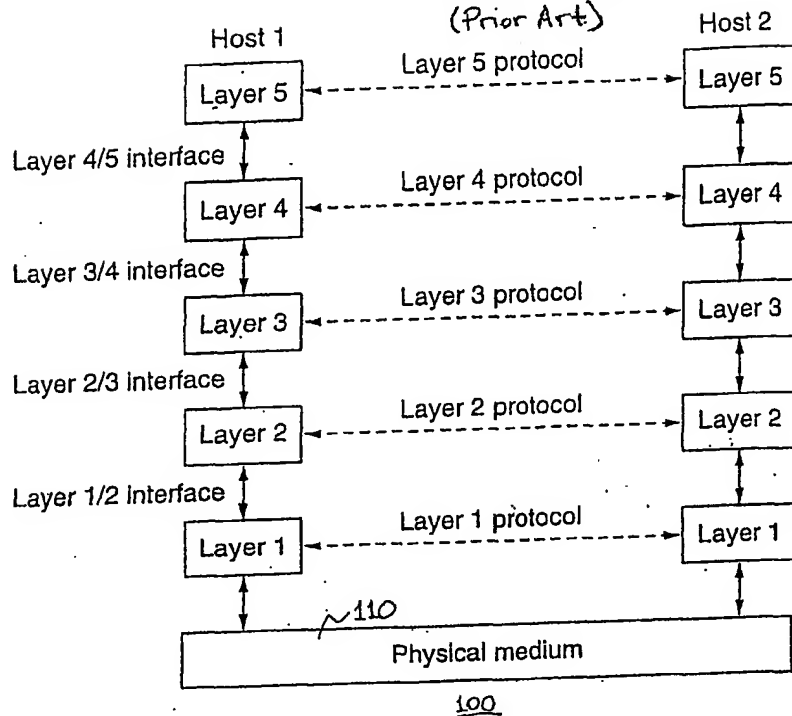 (Prior Art)
Host 1
Host 2
Layer 5 protocol
Layer 5
Layer 5
Layer 4/5 interface
Layer 4 protocol
Layer 4
Layer 4
Layer 3/4 interface
Layer 3 protocol
Layer 3
Layer 3
Layer 2/3 interface
Layer 2 protocol
Layer 2
Layer 2
Layer 1/2 interface
Layer 1 protocol
Layer 1
Layer 1
110
Physical medium
100